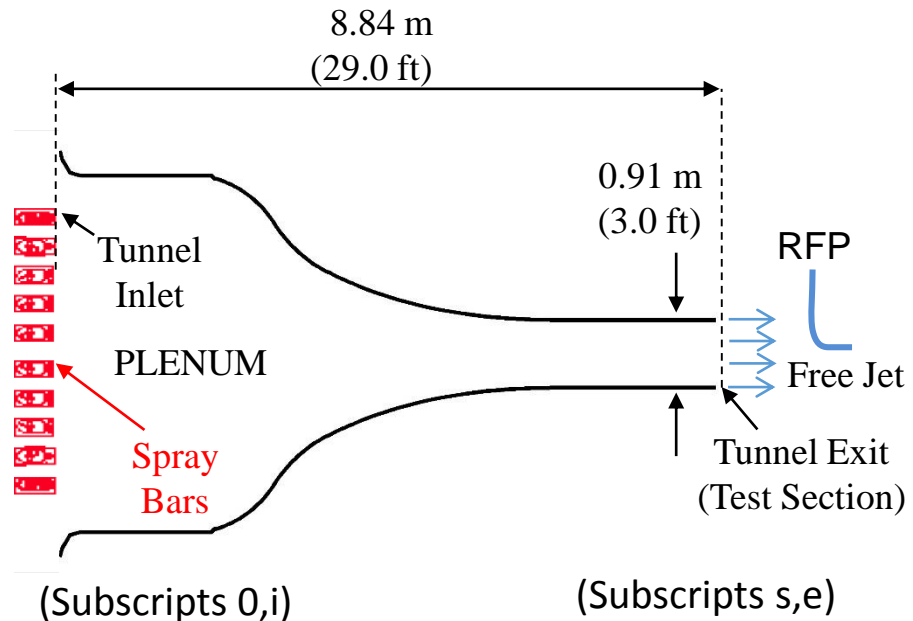 8.84 m
(29.0 ft)
0.91 m
(3.0 ft)
RFP
Tunnel
Inlet
PLENUM
Free Jet
Spray
Bars
Tunnel Exit
(Test Section)
(Subscripts 0,i)
(Subscripts s,e)